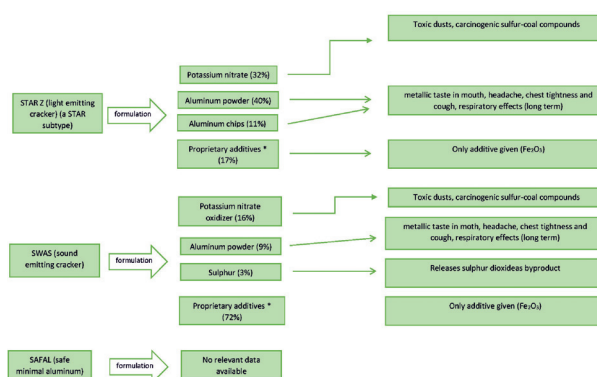 Toxic dusts, carcinogenic sulfur-coal compounds
Potassium nitrate (32%)
STAR Z (light emitting
cracker) (a STAR
subtype)
formulation
Aluminum powder (40%)
Aluminum chips (11%)
metallic taste in mouth, headache, chest tightness and
cough, respiratory effects (long term)
Proprietary additives *
(17%)
Only additive given (Fe₂O₃)
Potassium nitrate
oxidizer (16%)
Toxic dusts, carcinogenic sulfur-coal compounds
SWAS (sound
emitting cracker)
formulation
Aluminum powder (9%)
metallic taste in moth, headache, chest tightness and
cough, respiratory effects (long term)
Sulphur (3%)
Releases sulphur dioxideas byproduct
Proprietary additives *
(72%)
Only additive given (Fe₂O₃)
SAFAL (safe
minimal aluminum)
formulation
No relevant data
available